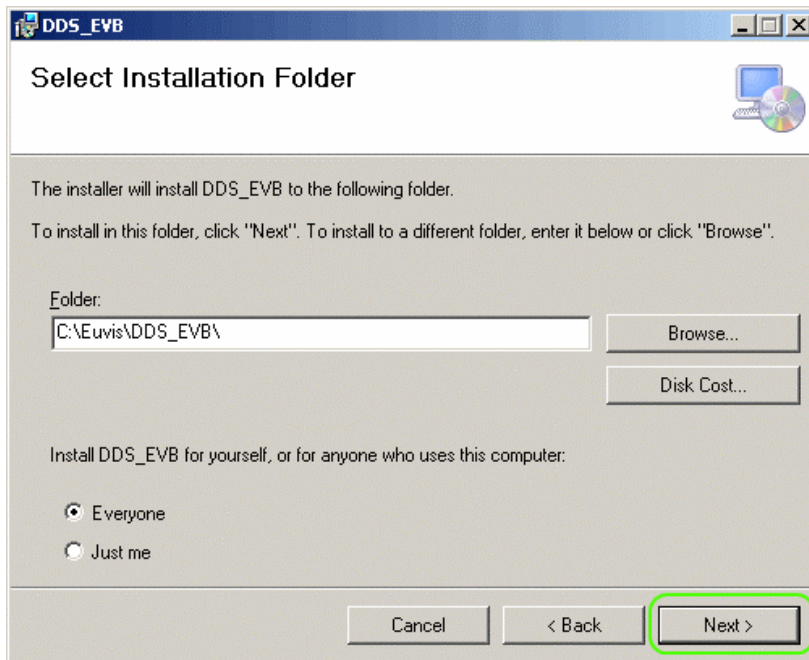 DDS_EVB
Select Installation Folder
The installer will install DDS_EVB to the following folder.
To install in this folder, click "Next". To install to a different folder, enter it below or click "Browse".
Folder:
C:\Euvis\DDS_EVB\
Browse...
Disk Cost...
Install DDS_EVB for yourself, or for anyone who uses this computer:
Everyone
Just me
Cancel
< Back
Next >